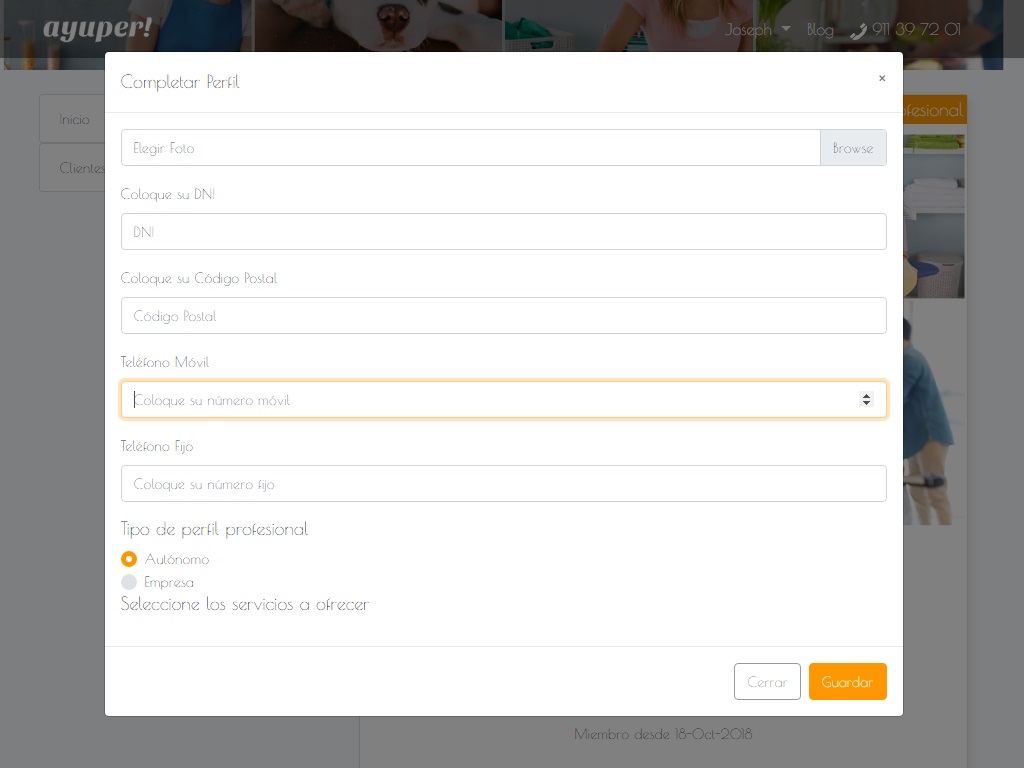 ayuper!
Joseph Blog 911 39 72 01
Completar Perfil ×
ofesional
Inicio
Elegir Foto Browse
Clientes
Coloque su DNI
DNI
Coloque su Código Postal
Código Postal
Teléfono Móvil
Coloque su número móvil
Teléfono Fijo
Coloque su número fijo
Tipo de perfil profesional
Autónomo
Empresa
Seleccione los servicios a ofrecer
Cerrar Guardar
Miembro desde 18-Oct-2018